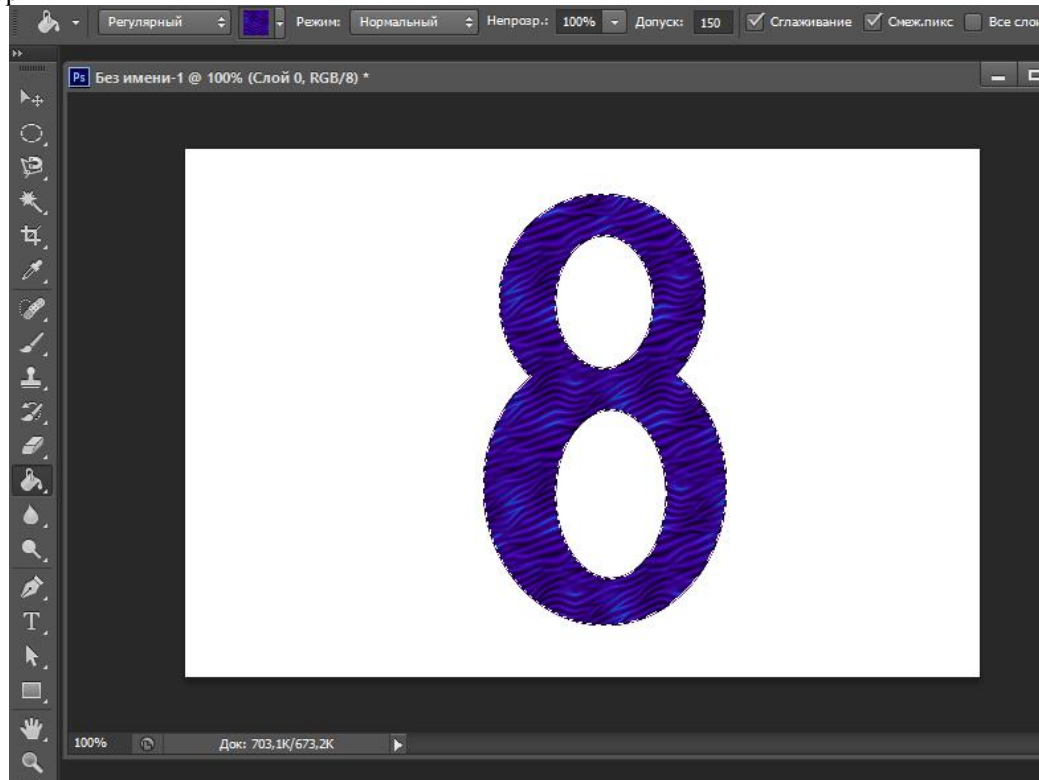 Регулярный Режим: Нормальный Непрозр.: 100% Допуск: 150 Сглаживание Смеж.пикс Все
Ps Без имени-1 @ 100% (Слой 0, RGB/8) *
8
T
100% Док: 703,1K/673,2K